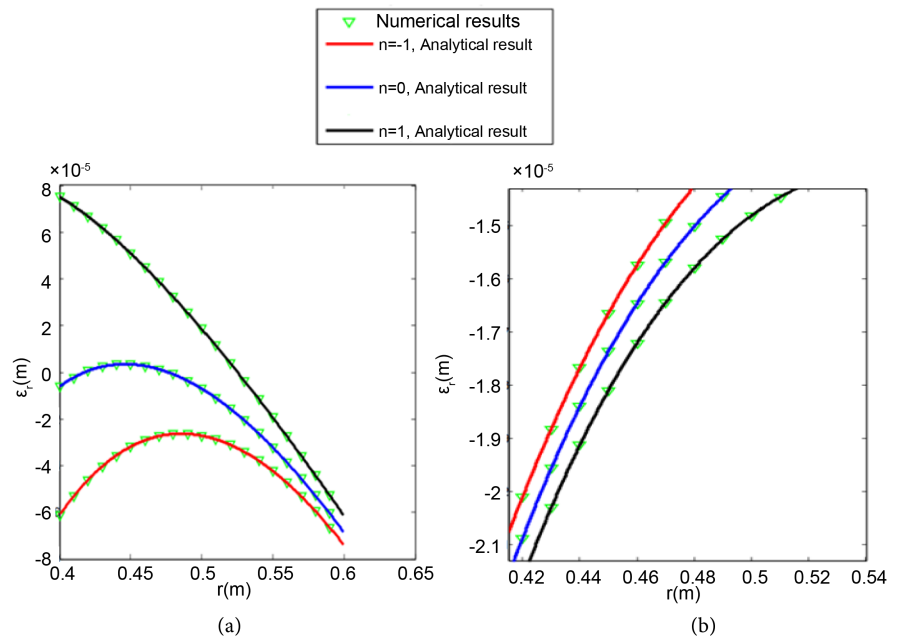 Numerical results
n=-1, Analytical result
n=0, Analytical result
n=1, Analytical result
×10-5
8
6
4
2
0
-2
-4
-6
-8
εr(m)
0.4 0.45 0.5 0.55 0.6 0.65
r(m)
(a)
×10-5
-1.5
-1.6
-1.7
-1.8
-1.9
-2
-2.1
εr(m)
0.42 0.44 0.46 0.48 0.5 0.52 0.54
r(m)
(b)